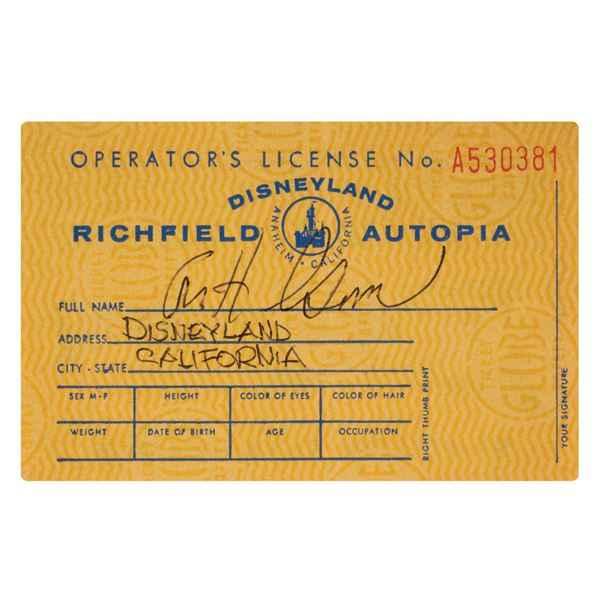 OPERATOR'S LICENSE No. A530381
DISNEYLAND
ANAHEIM • CALIFORNIA
RICHFIELD AUTOPIA
FULL NAME
ADDRESS DISNEYLAND
CITY - STATE CALIFORNIA
SEX M-F HEIGHT COLOR OF EYES COLOR OF HAIR
WEIGHT DATE OF BIRTH AGE OCCUPATION
RIGHT THUMB PRINT
YOUR SIGNATURE
GLOBE